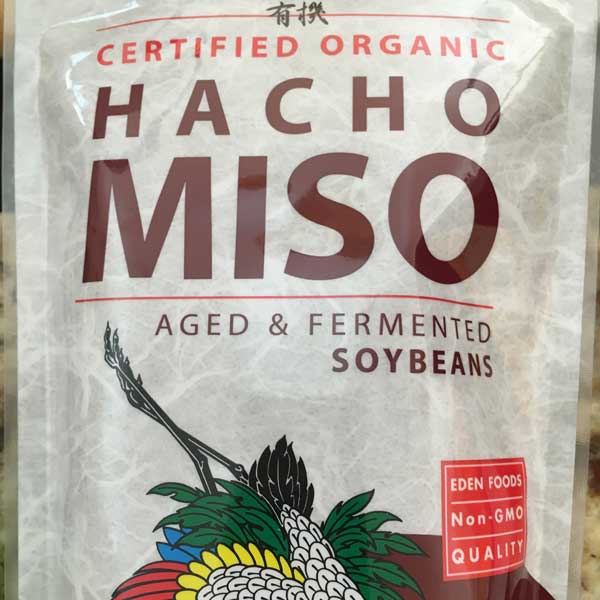 有機
CERTIFIED ORGANIC
HACHO
MISO
AGED & FERMENTED
SOYBEANS
EDEN FOODS
Non-GMO
QUALITY